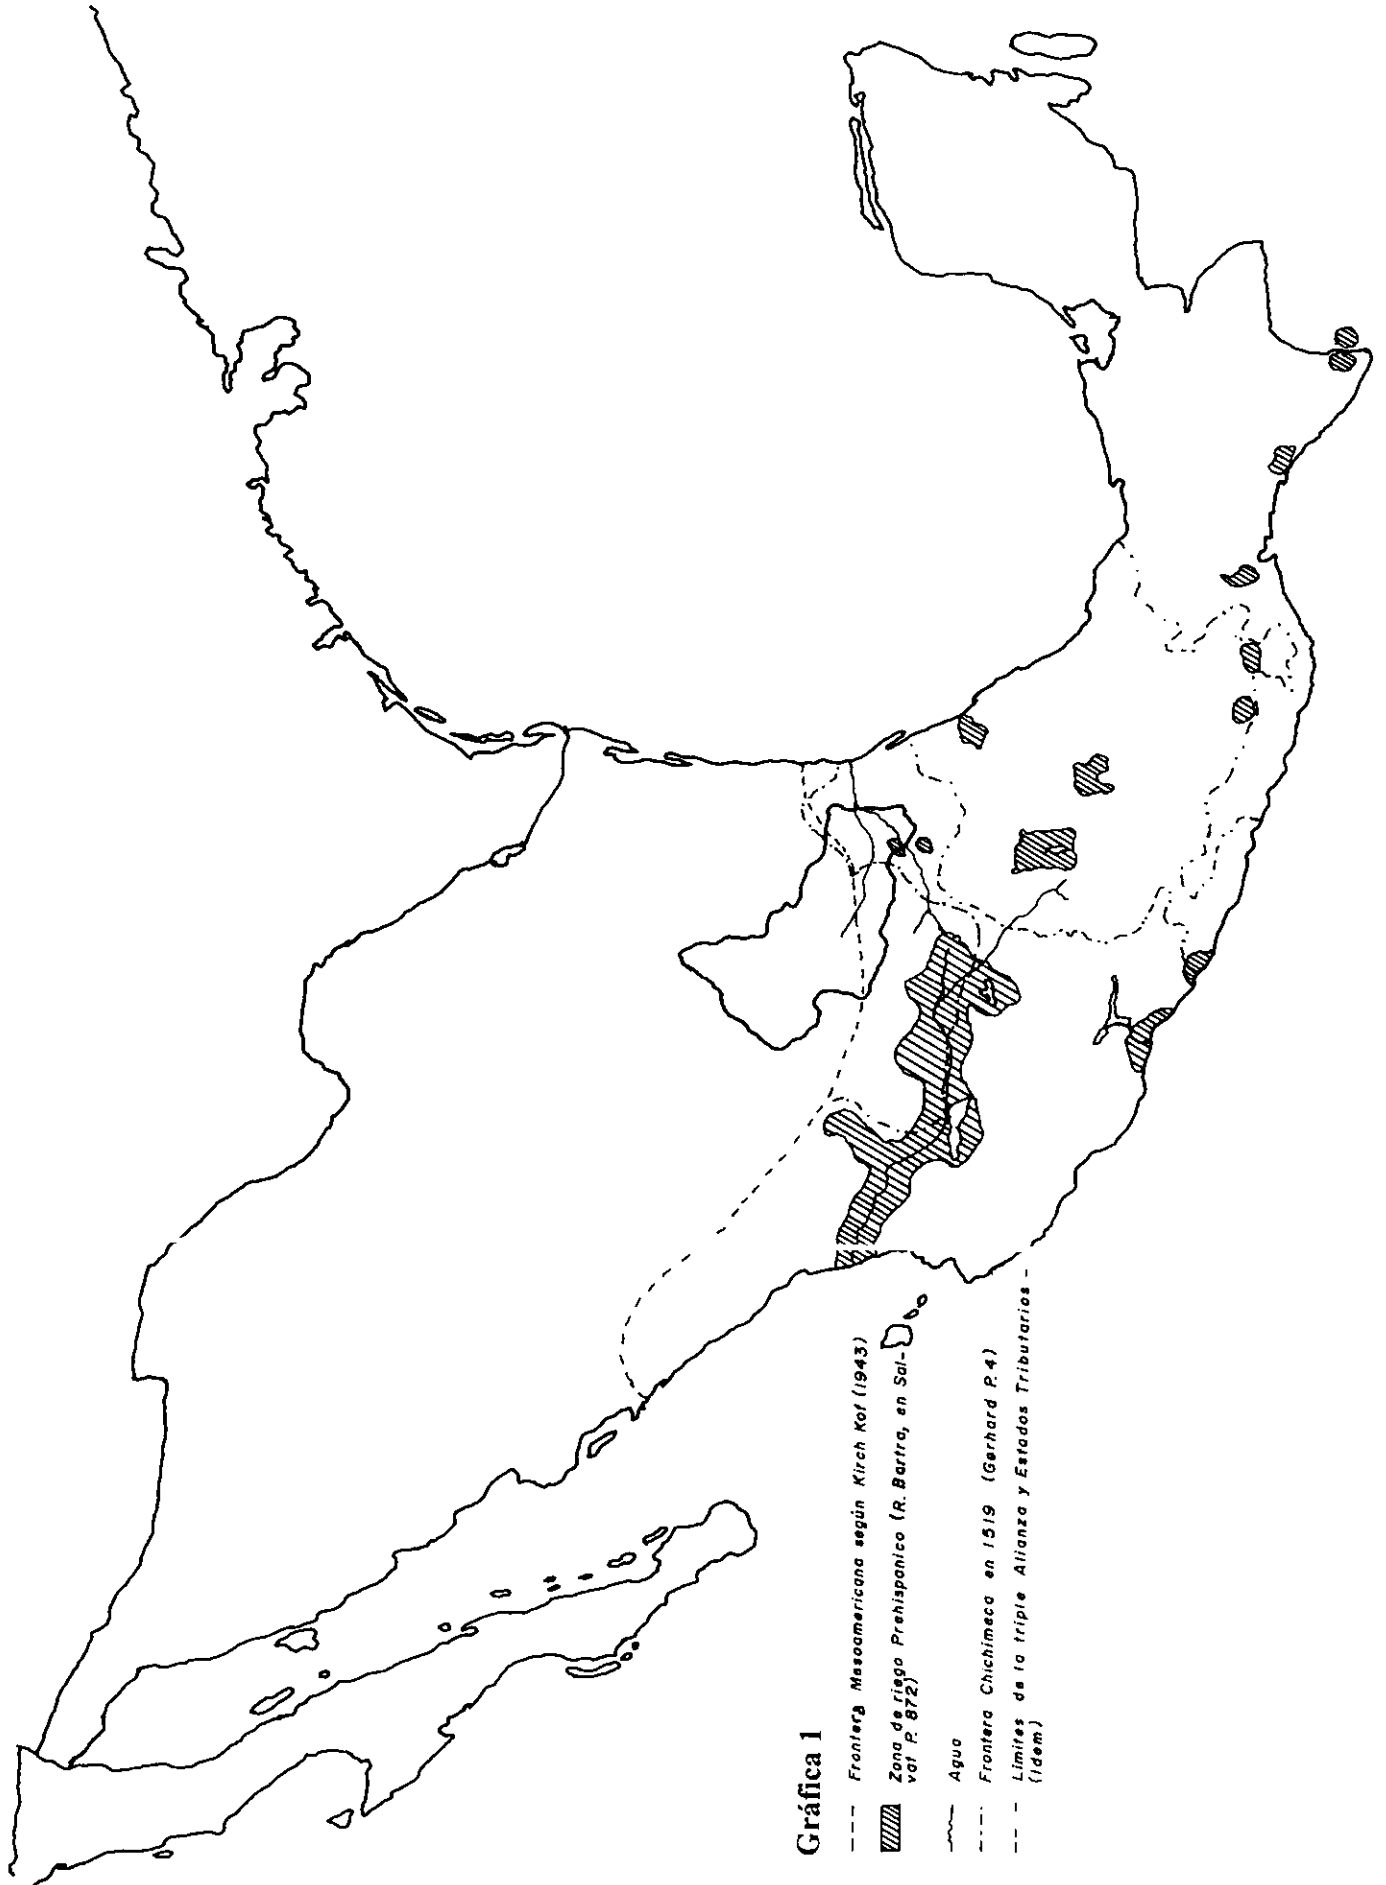 Gráfica 1
Frontera Mesoamericana según Kirch Kof (1943)
Zona de riego Prehispanico (R. Bartra, en Sal-
vat P. 872)
Agua
Frontera Chichimeca en 1519 (Gerhard P. 4)
Limites de la triple Alianza y Estados Tributarios -
(Idem)